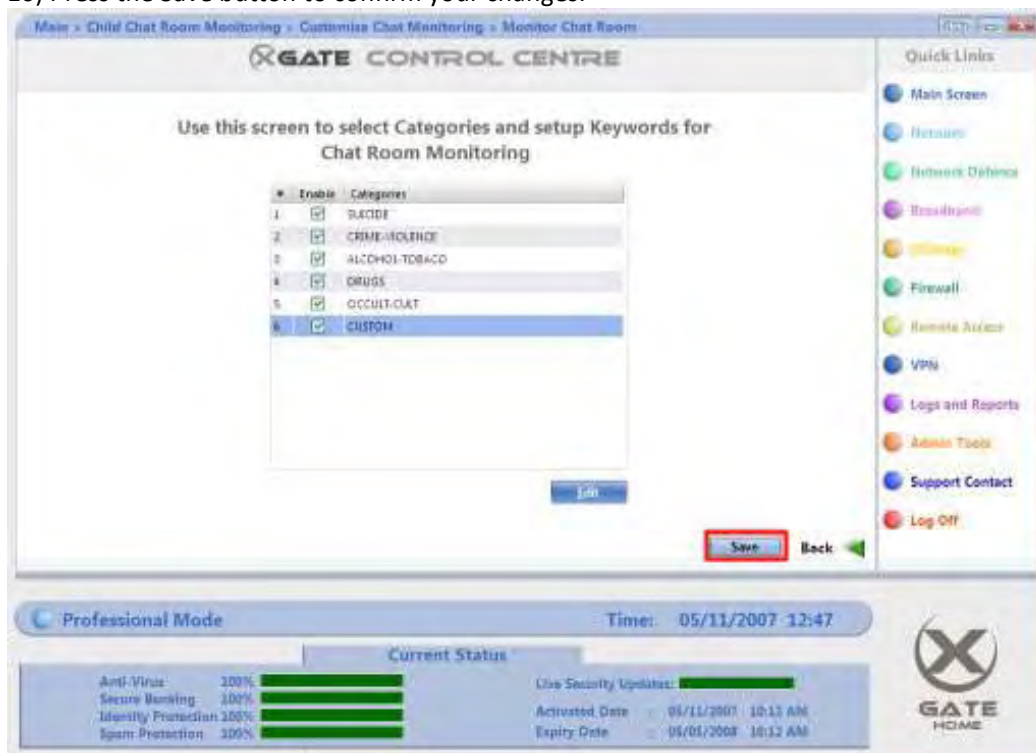 Press the Save button to confirm your changes.
Main » Child Chat Room Monitoring » Customise Chat Monitoring » Monitor Chat Room
XGATE CONTROL CENTRE
Use this screen to select Categories and setup Keywords for
Chat Room Monitoring
# Enable Categories
1 SUICIDE
2 CRIME-VIOLENCE
3 ALCOHOL-TOBACO
4 DRUGS
5 OCCULT-CULT
6 CUSTOM
Edit
Save Back
Quick Links
Main Screen
Network Defence
Broadband
Firewall
Remote Access
VPN
Logs and Reports
Admin Tools
Support Contact
Log Off
Professional Mode
Time: 05/11/2007 12:47
Current Status
Anti-Virus 100%
Secure Banking 100%
Identity Protection 100%
Spam Protection 100%
Live Security Updates:
Activated Date : 05/11/2007 10:12 AM
Expiry Date : 05/05/2008 10:12 AM
X
GATE
HOME